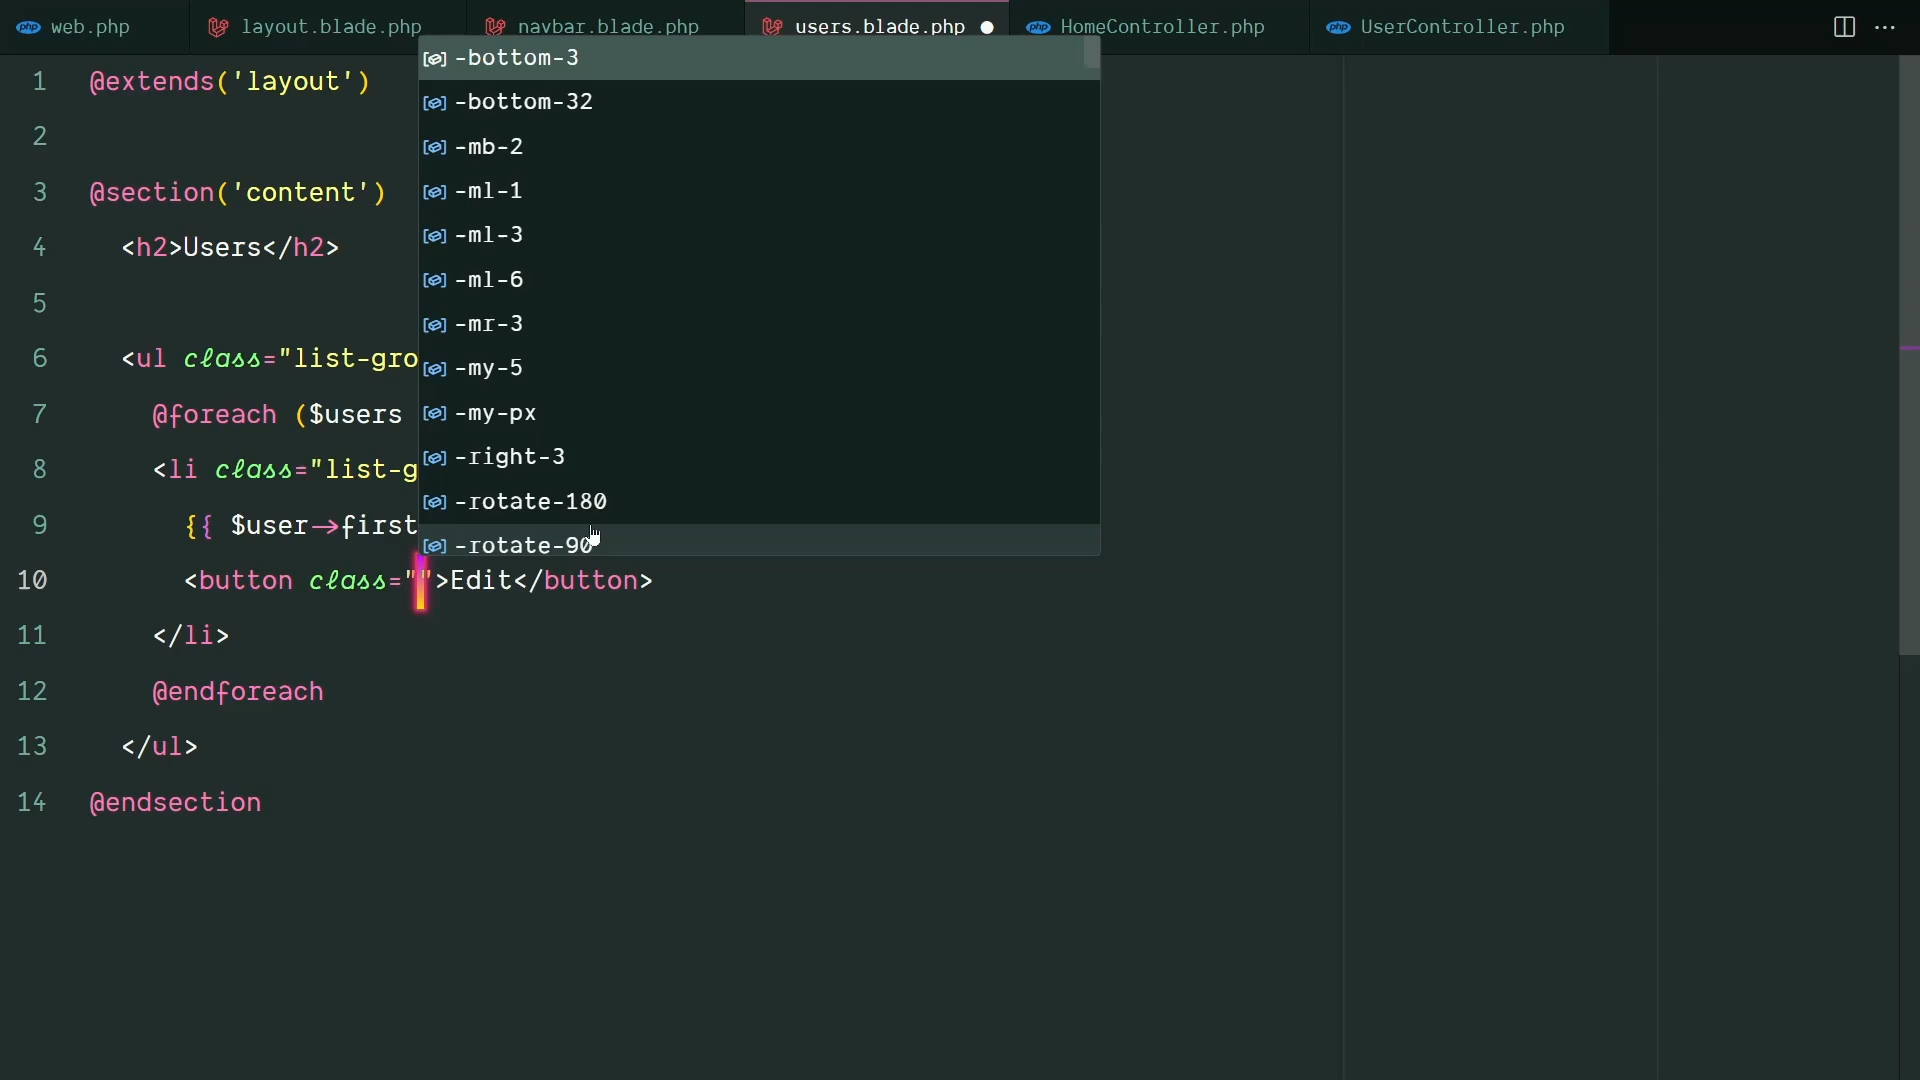 web.php layout.blade.php navbar.blade.php users.blade.php HomeController.php UserController.php
1 @extends('layout')
2
3 @section('content')
4 <h2>Users</h2>
5
6 <ul class="list-gro
7 @foreach ($users
8 <li class="list-g
9 {{ $user→first
10 <button class="">Edit</button>
11 </li>
12 @endforeach
13 </ul>
14 @endsection
-bottom-3
-bottom-32
-mb-2
-ml-1
-ml-3
-ml-6
-mr-3
-my-5
-my-px
-right-3
-rotate-180
-rotate-90